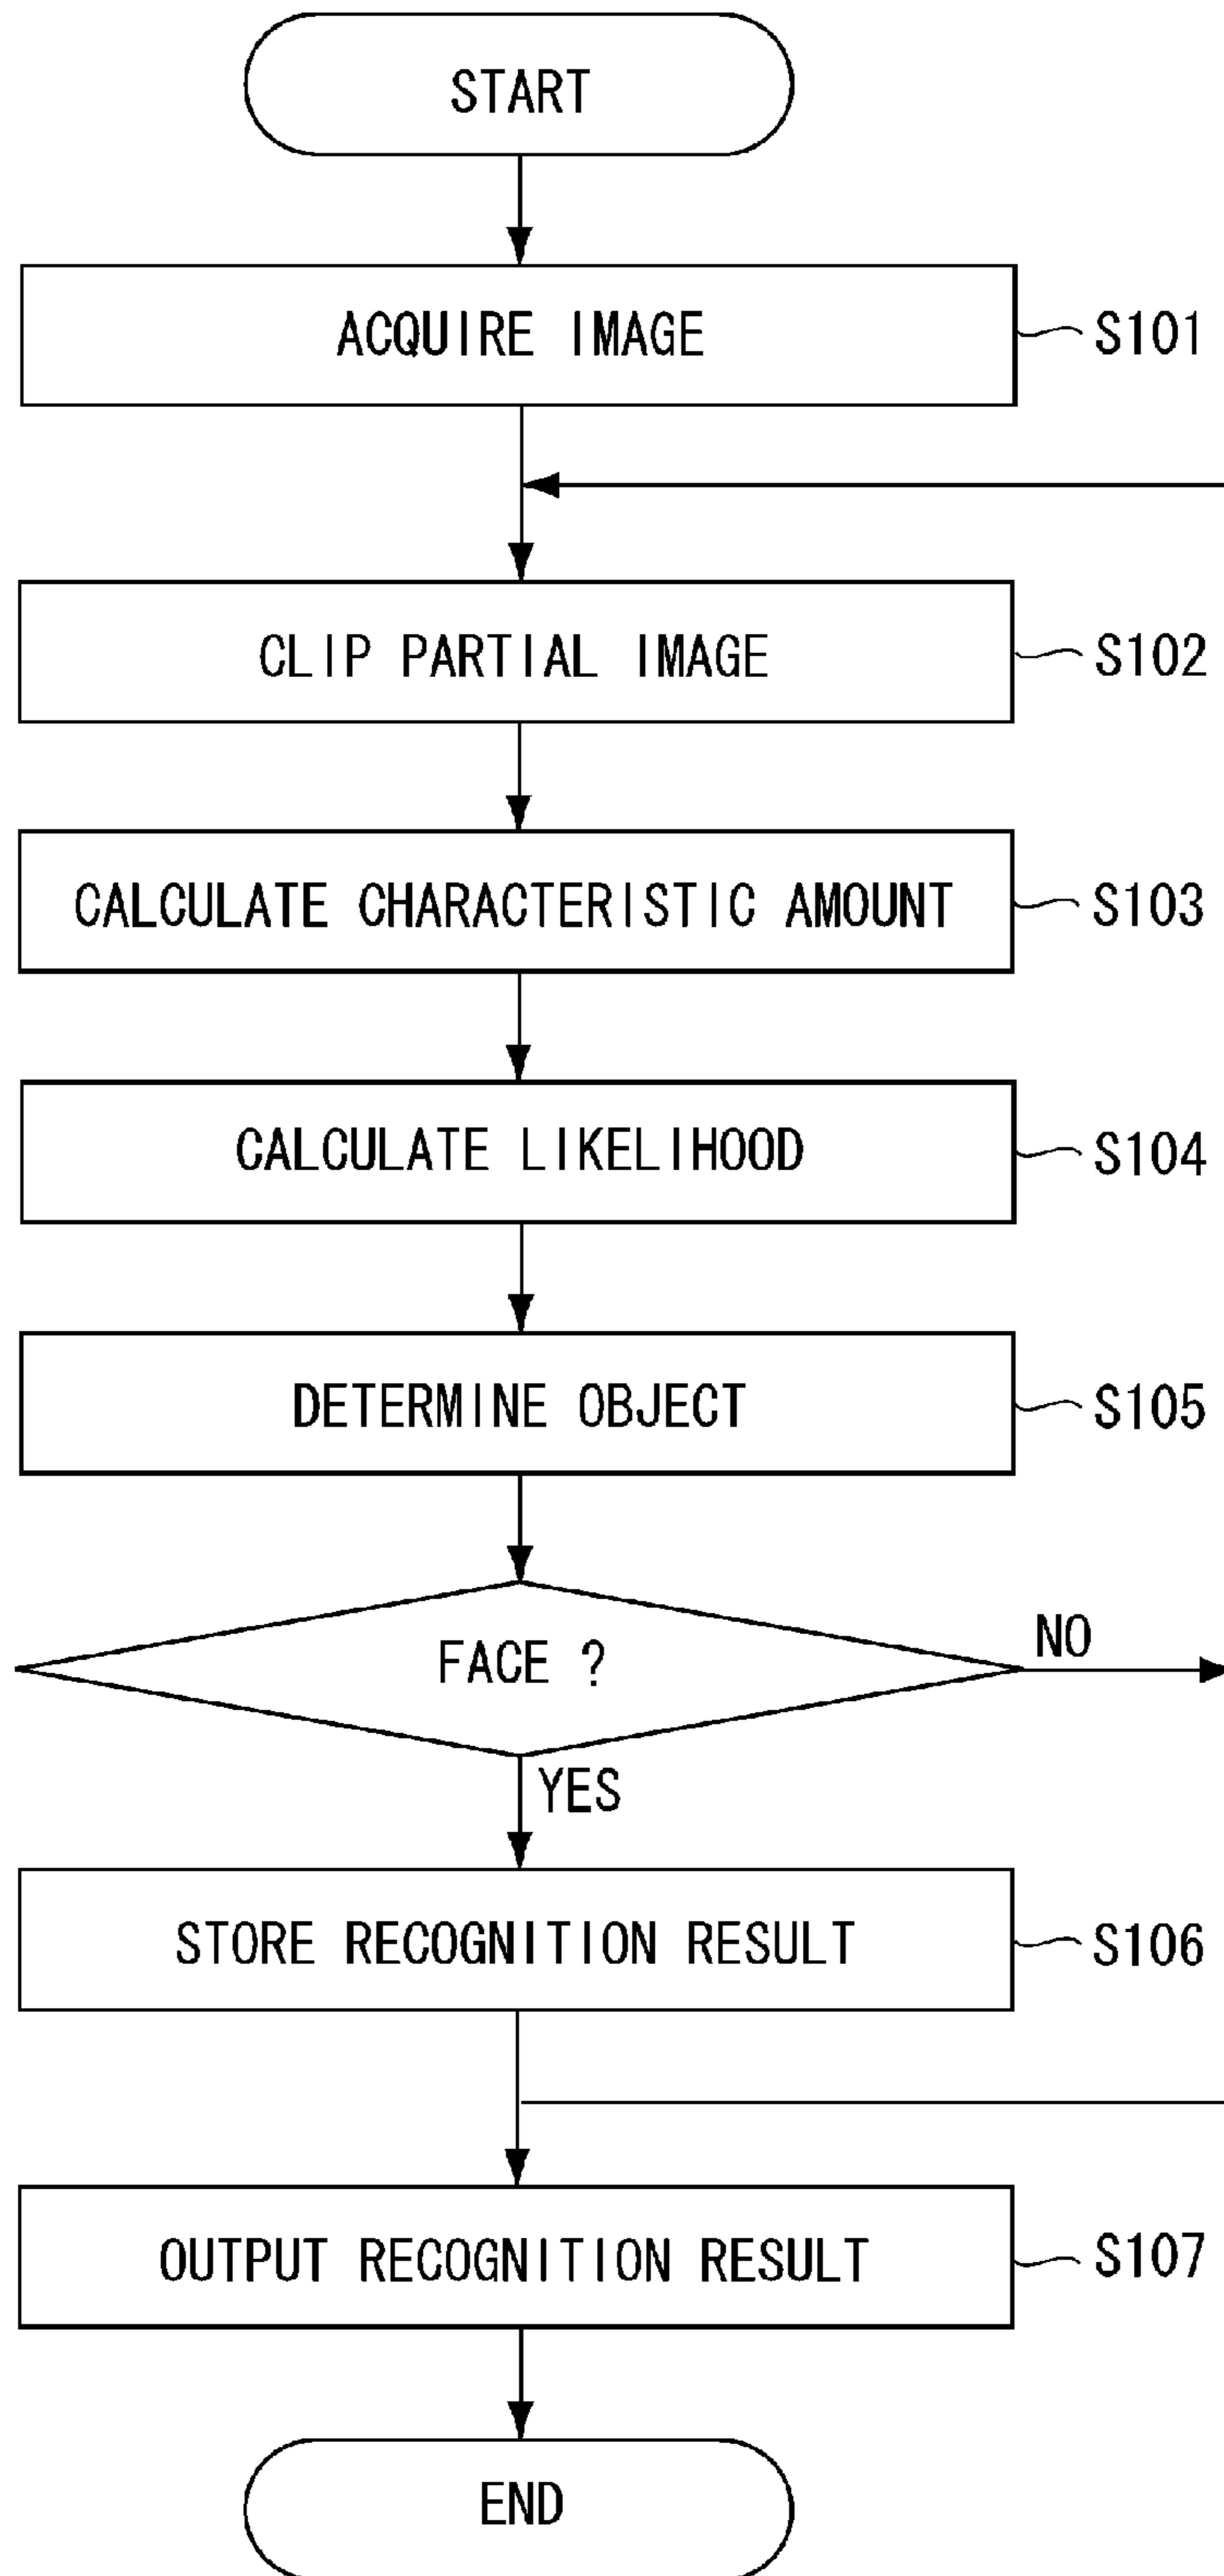 START
ACQUIRE IMAGE
S101
CLIP PARTIAL IMAGE
S102
CALCULATE CHARACTERISTIC AMOUNT
S103
CALCULATE LIKELIHOOD
S104
DETERMINE OBJECT
S105
FACE ?
NO
YES
STORE RECOGNITION RESULT
S106
OUTPUT RECOGNITION RESULT
S107
END